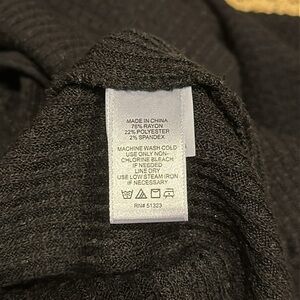 MADE IN CHINA
76% RAYON
22% POLYESTER
2% SPANDEX
MACHINE WASH COLD
USE ONLY NON-
CHLORINE BLEACH
IF NEEDED
LINE DRY
USE LOW STEAM IRON
IF NECESSARY
RN# 51323